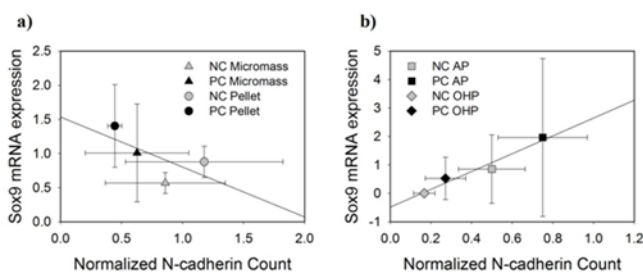 a)
Sox9 mRNA expression
2.5
2.0
1.5
1.0
0.5
0.0
NC Micromass
PC Micromass
NC Pellet
PC Pellet
0.0 0.5 1.0 1.5 2.0
Normalized N-cadherin Count
b)
Sox9 mRNA expression
5
4
3
2
1
0
-1
NC AP
PC AP
NC OHP
PC OHP
0.0 0.2 0.4 0.6 0.8 1.0 1.2
Normalized N-cadherin Count